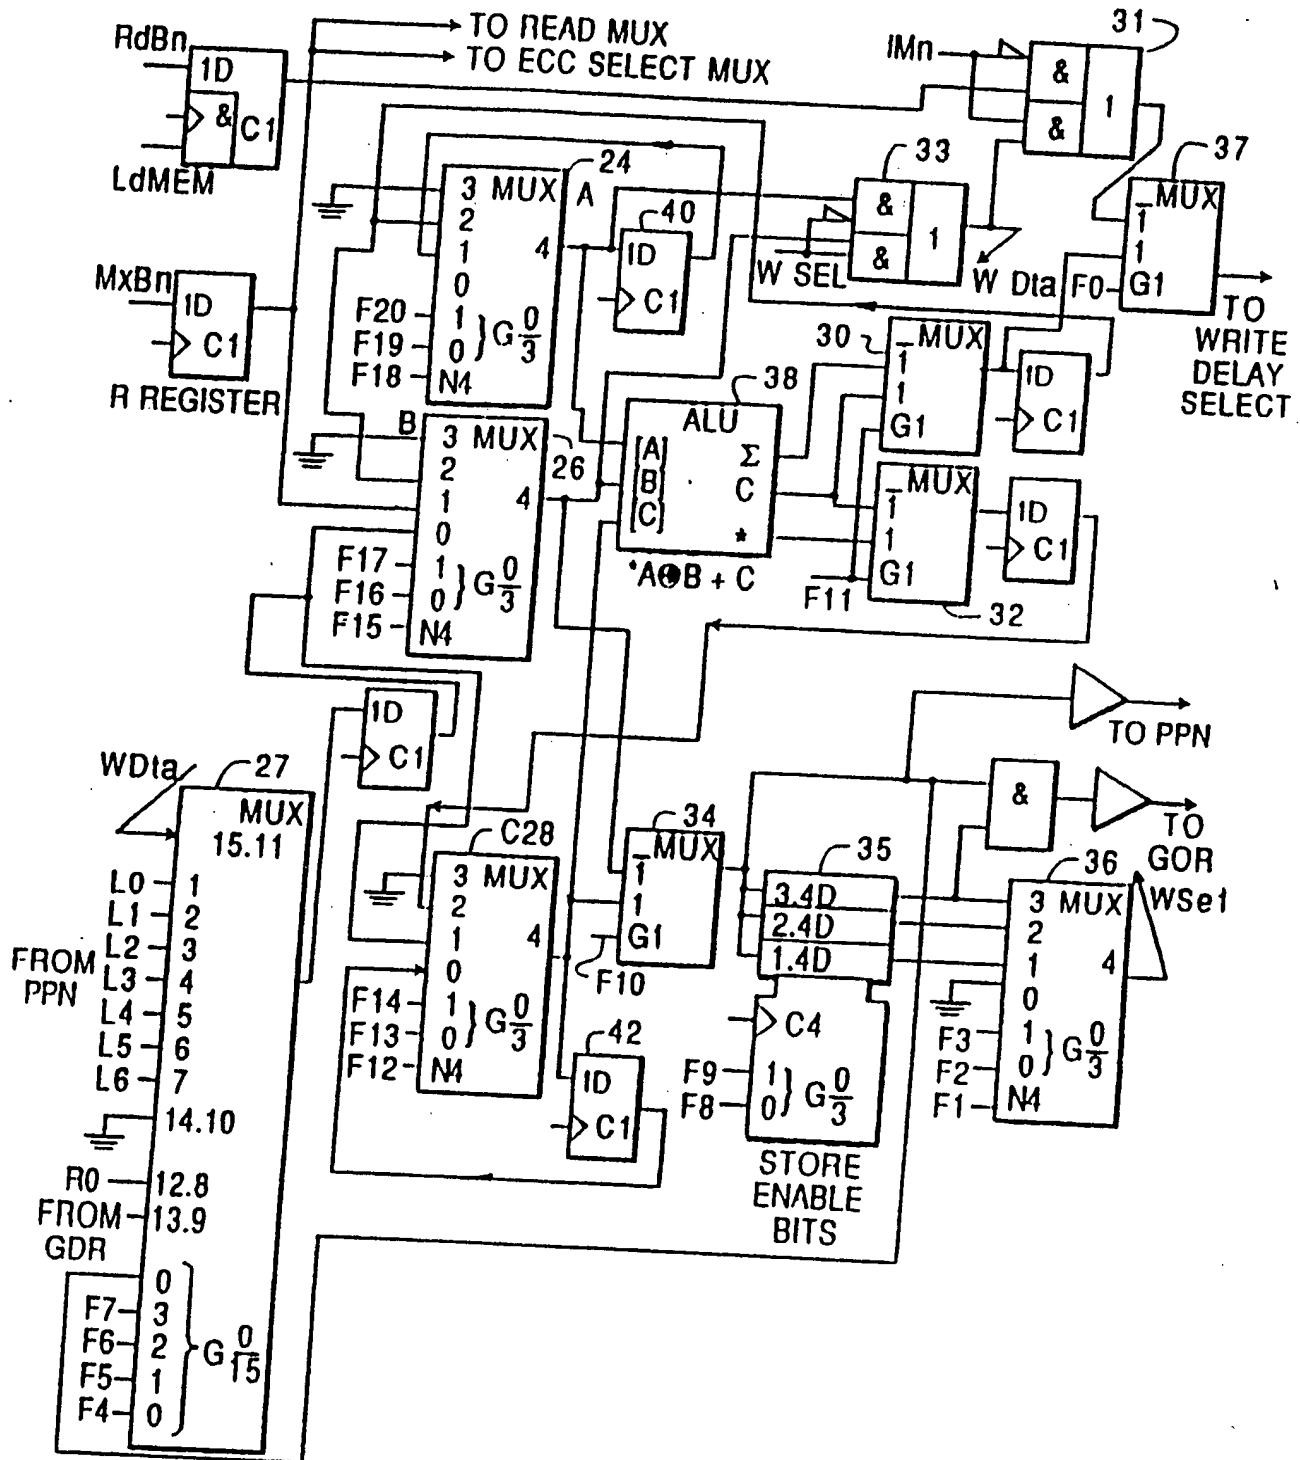 RdBn
1D
&
C1
LdMEM
TO READ MUX
TO ECC SELECT MUX
IMn
31
&
&
1
MxBn
1D
C1
R REGISTER
24
3 MUX
A
2
1
4
0
1
0 } G 0/3
F20
F19
F18
N4
40
1D
C1
33
&
&
1
W SEL
W Dta
37
MUX
1
1
G1
F0
TO
WRITE
DELAY
SELECT
B
3 MUX
26
2
1
4
0
1
0 } G 0/3
F17
F16
F15
N4
38
ALU
[A]
[B]
[C]
Σ
C
*
*A⊕B + C
30
MUX
1
1
G1
1D
C1
MUX
1
1
G1
F11
32
1D
C1
1D
C1
TO PPN
&
TO
GOR
WDta
27
MUX
15.11
L0 1
L1 2
L2 3
L3 4
L4 5
L5 6
L6 7
FROM
PPN
14.10
R0 12.8
FROM
GDR
13.9
0
F7 3
F6 2
F5 1
F4 0
} G 0/15
C28
3 MUX
2
1
4
0
F14 1
F13 0 } G 0/3
F12 N4
34
MUX
1
1
G1
F10
42
1D
C1
35
3.4D
2.4D
1.4D
C4
F9 1
F8 0 } G 0/3
STORE
ENABLE
BITS
36
WSe1
3 MUX
2
1
4
0
F3 1
F2 0 } G 0/3
F1 N4